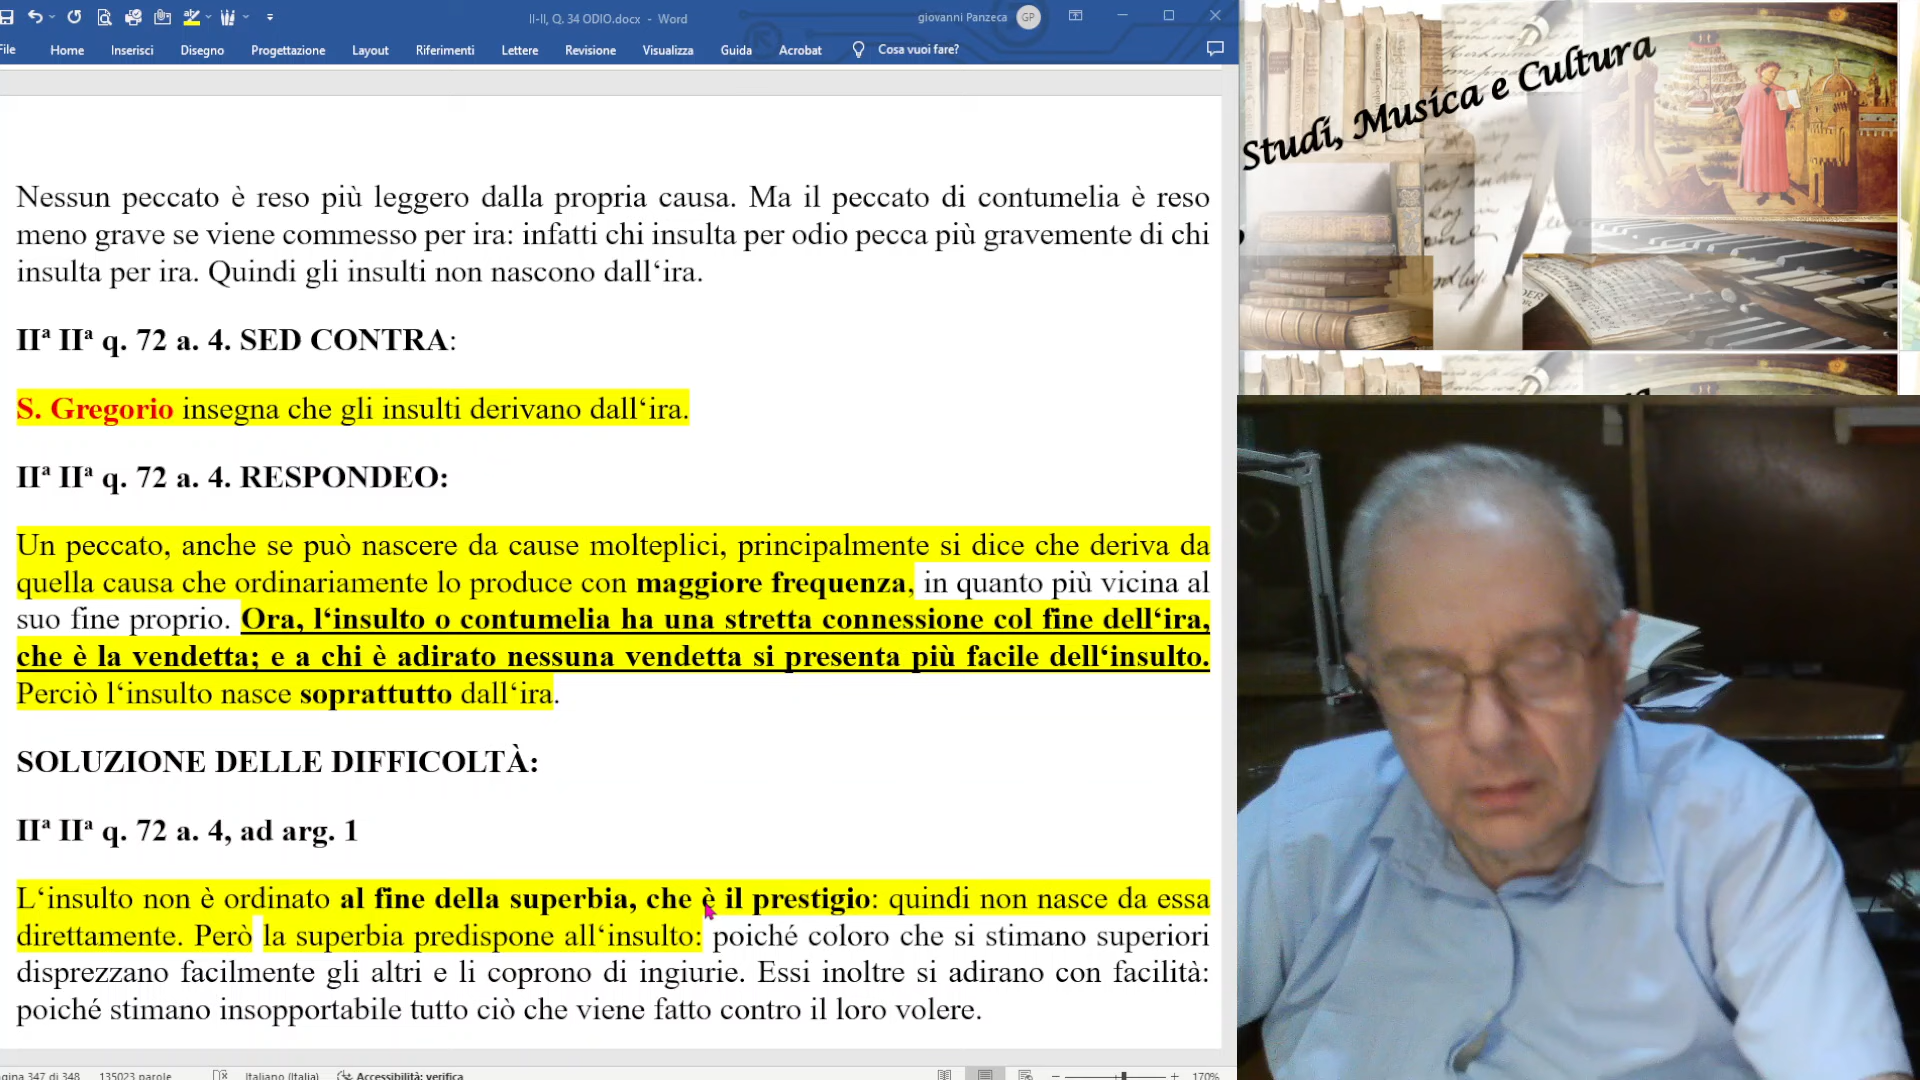 II-II, Q. 34 ODIO.docx - Word
giovanni Panzeca
GP
File
Home
Inserisci
Disegno
Progettazione
Layout
Riferimenti
Lettere
Revisione
Visualizza
Guida
Acrobat
Cosa vuoi fare?
Nessun peccato è reso più leggero dalla propria causa. Ma il peccato di contumelia è reso
meno grave se viene commesso per ira: infatti chi insulta per odio pecca più gravemente di chi
insulta per ira. Quindi gli insulti non nascono dall‘ira.
IIª IIª q. 72 a. 4. SED CONTRA:
S. Gregorio insegna che gli insulti derivano dall‘ira.
IIª IIª q. 72 a. 4. RESPONDEO:
Un peccato, anche se può nascere da cause molteplici, principalmente si dice che deriva da
quella causa che ordinariamente lo produce con maggiore frequenza, in quanto più vicina al
suo fine proprio. Ora, l‘insulto o contumelia ha una stretta connessione col fine dell‘ira,
che è la vendetta; e a chi è adirato nessuna vendetta si presenta più facile dell‘insulto.
Perciò l‘insulto nasce soprattutto dall‘ira.
SOLUZIONE DELLE DIFFICOLTÀ:
IIª IIª q. 72 a. 4, ad arg. 1
L‘insulto non è ordinato al fine della superbia, che è il prestigio: quindi non nasce da essa
direttamente. Però la superbia predispone all‘insulto: poiché coloro che si stimano superiori
disprezzano facilmente gli altri e li coprono di ingiurie. Essi inoltre si adirano con facilità:
poiché stimano insopportabile tutto ciò che viene fatto contro il loro volere.
gina 347 di 348
135023 parole
Italiano (Italia)
Accessibilità: verifica
170%
Studi, Musica e Cultura